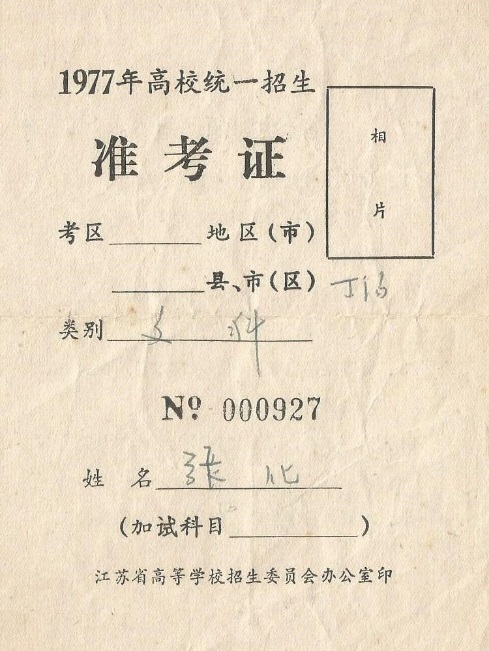 1977年高校统一招生
准考证
相
片
考区 地区(市)
县、市(区)
类别 文科
№ 000927
姓名 張化
(加试科目 )
江苏省高等学校招生委员会办公室印